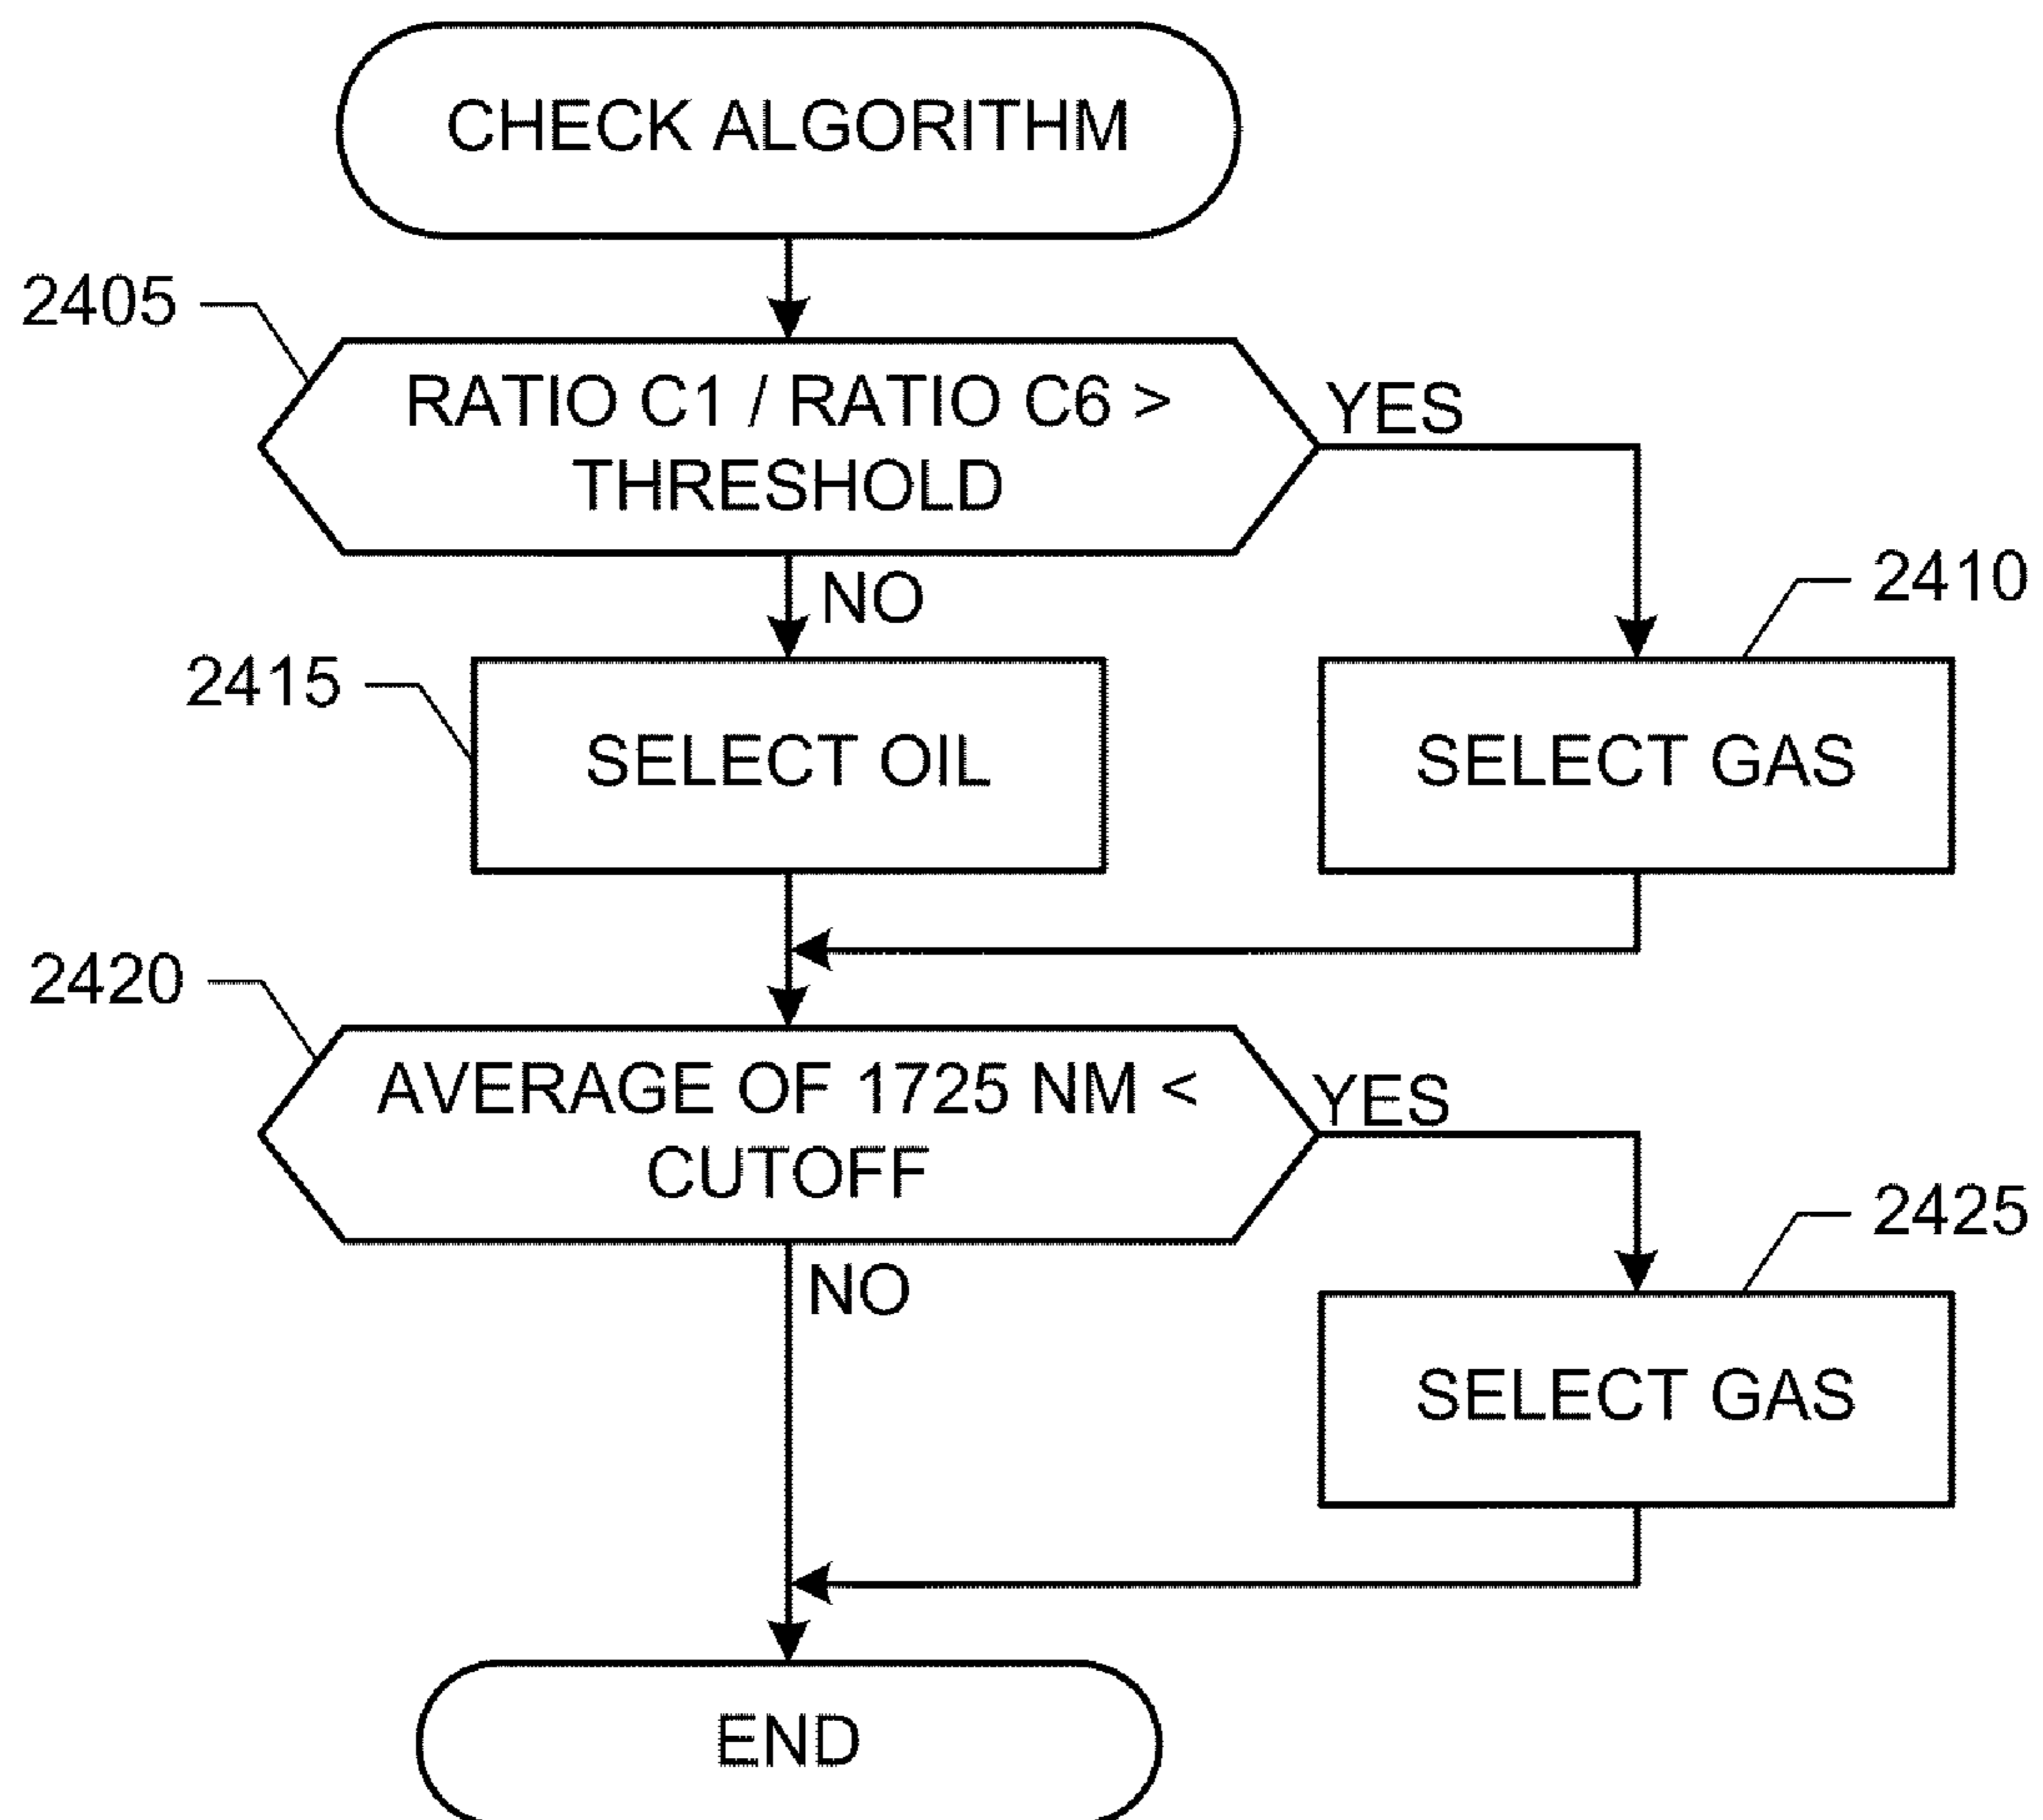 CHECK ALGORITHM
2405
RATIO C1 / RATIO C6 >
THRESHOLD
YES
NO
2410
2415
SELECT OIL
SELECT GAS
2420
AVERAGE OF 1725 NM <
CUTOFF
YES
NO
2425
SELECT GAS
END